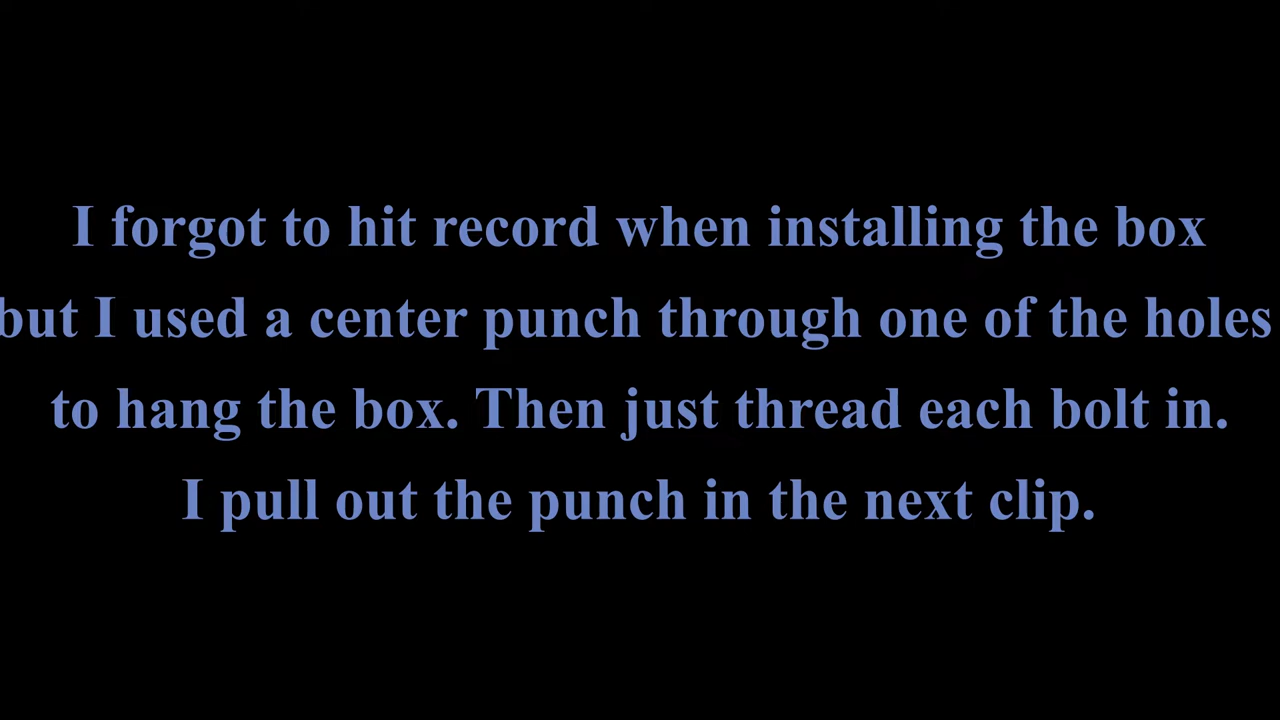 I forgot to hit record when installing the box
but I used a center punch through one of the holes
to hang the box. Then just thread each bolt in.
I pull out the punch in the next clip.